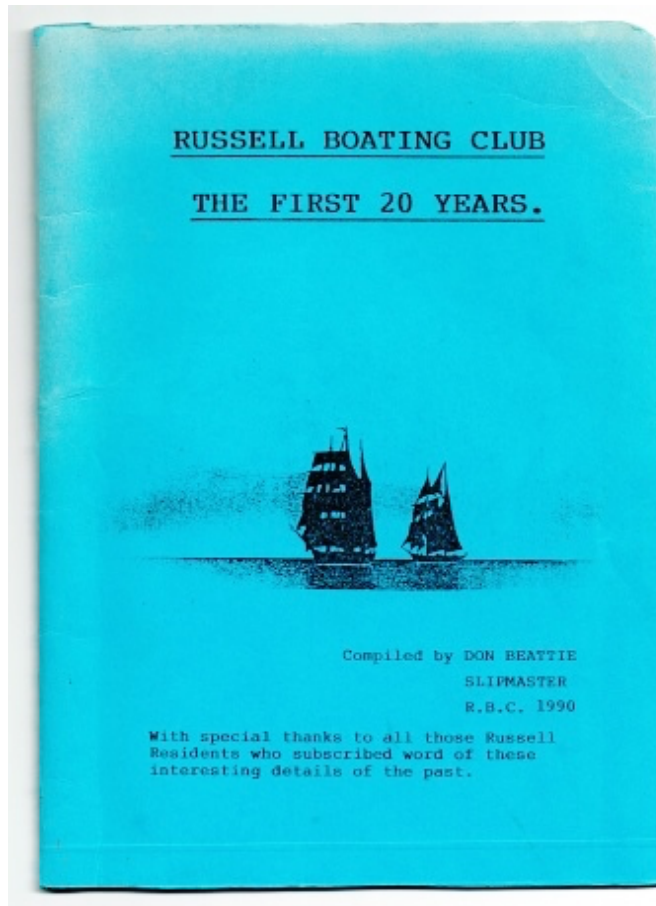 RUSSELL BOATING CLUB
THE FIRST 20 YEARS.
Compiled by DON BEATTIE
SLIPMASTER
R.B.C. 1990
With special thanks to all those Russell
Residents who subscribed word of these
interesting details of the past.